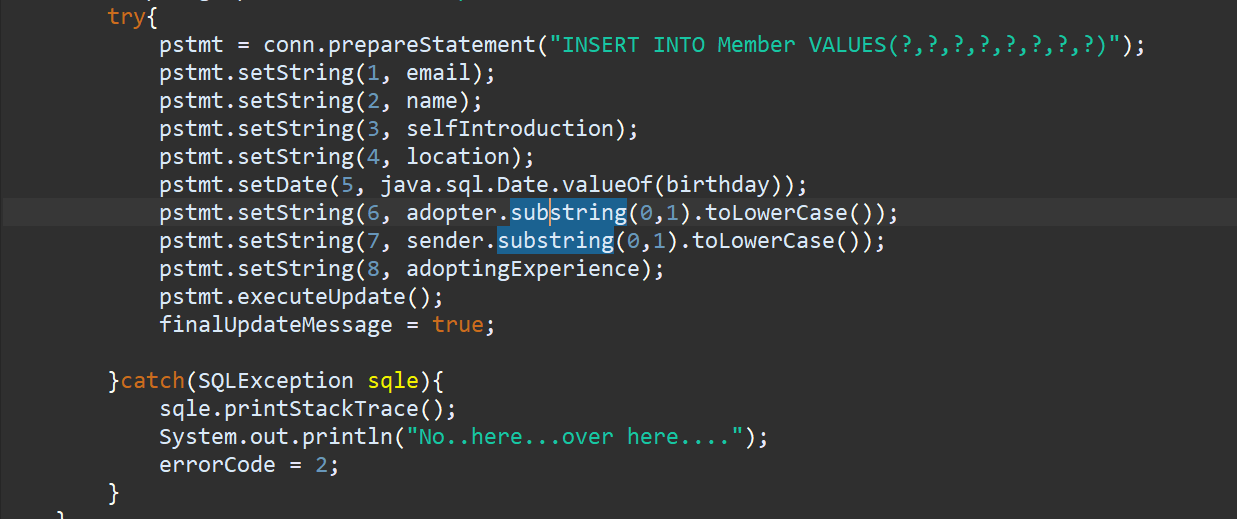 try{
pstmt = conn.prepareStatement("INSERT INTO Member VALUES(?,?,?,?,?,?,?,?)");
pstmt.setString(1, email);
pstmt.setString(2, name);
pstmt.setString(3, selfIntroduction);
pstmt.setString(4, location);
pstmt.setDate(5, java.sql.Date.valueOf(birthday));
pstmt.setString(6, adopter.substring(0,1).toLowerCase());
pstmt.setString(7, sender.substring(0,1).toLowerCase());
pstmt.setString(8, adoptingExperience);
pstmt.executeUpdate();
finalUpdateMessage = true;
}catch(SQLException sqle){
sqle.printStackTrace();
System.out.println("No..here...over here....");
errorCode = 2;
}